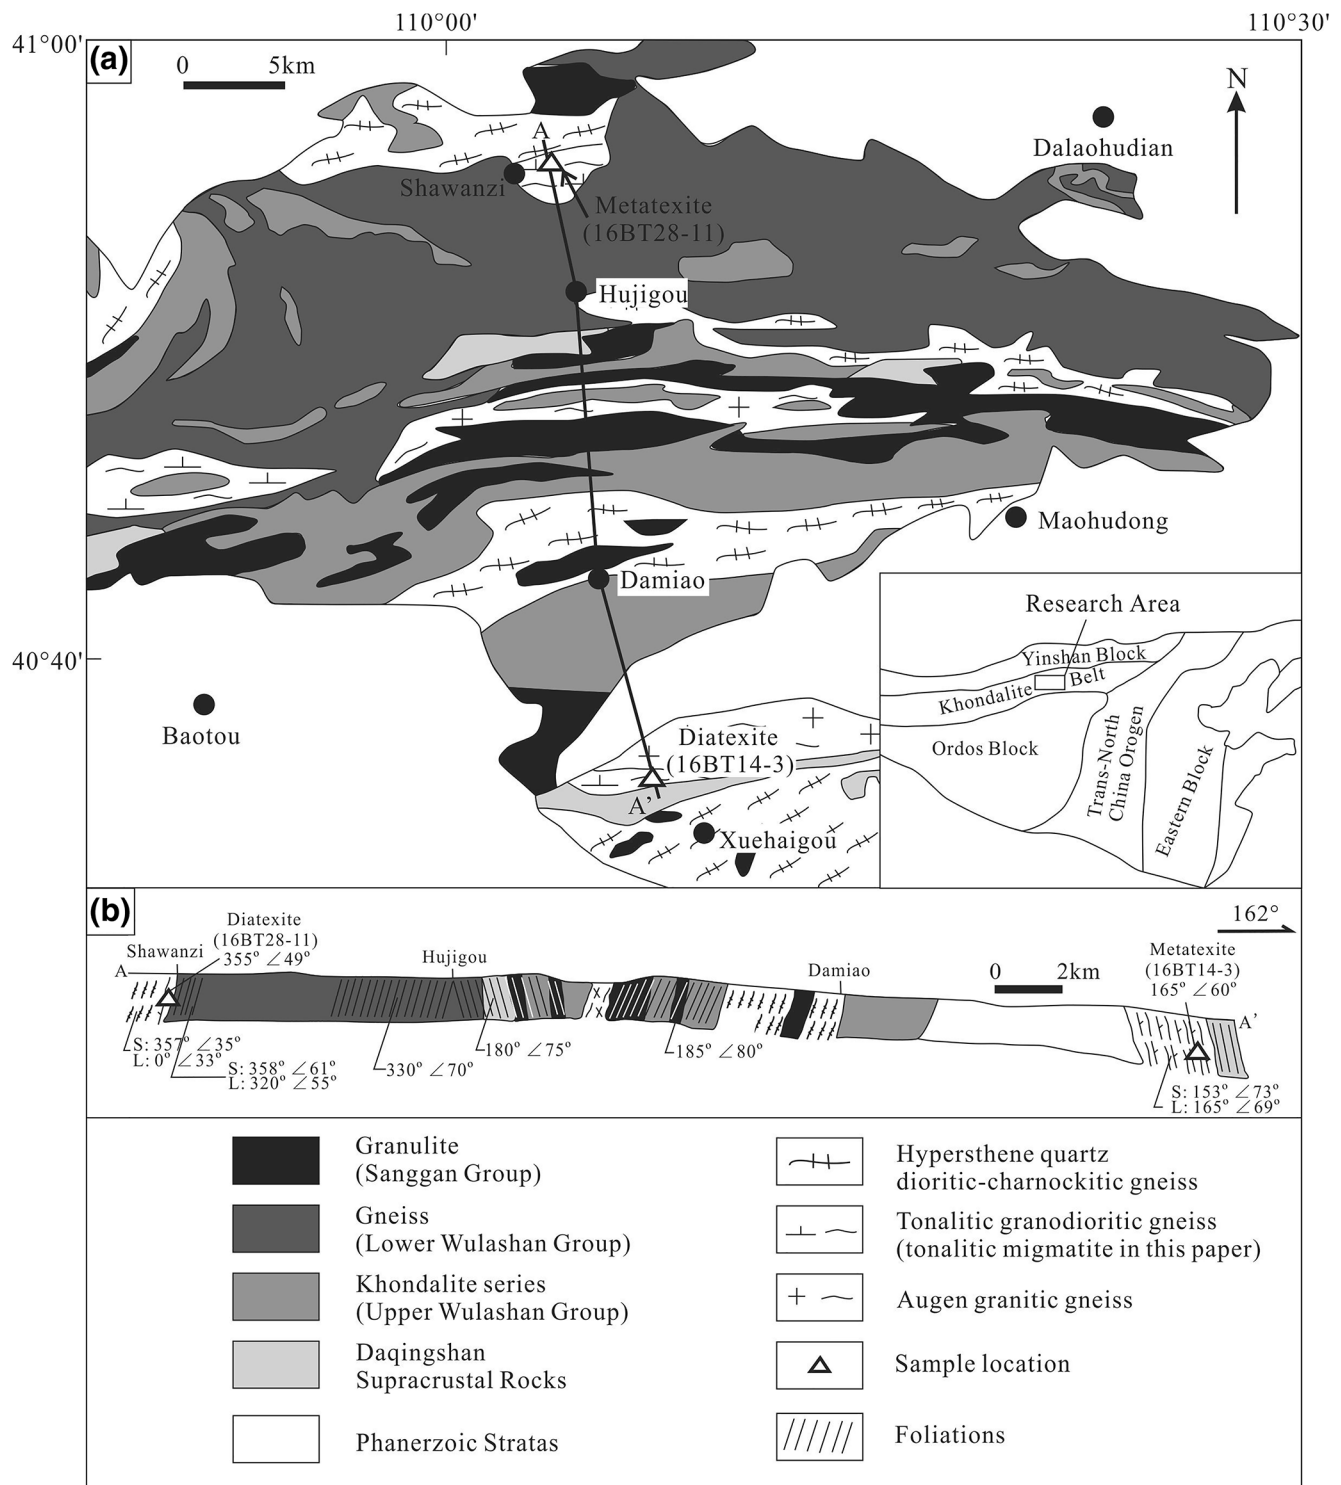 110°00'
110°30'
41°00'
(a)
0 5km
N
A
Dalaohudian
Shawanzi
Metatexite
(16BT28-11)
Hujigou
Maohudong
Damiao
Research Area
Yinshan Block
Khondalite Belt
40°40'
Baotou
Ordos Block
Trans-North
China Orogen
Eastern Block
Diatexite
(16BT14-3)
A'
Xuehaigou
(b)
162°
Diatexite
(16BT28-11)
355° ∠49°
Shawanzi
A
Hujigou
Damiao
0 2km
Metatexite
(16BT14-3)
165° ∠60°
A'
S: 357° ∠35°
L: 0° ∠33°
S: 358° ∠61°
L: 320° ∠55°
330° ∠70°
180° ∠75°
185° ∠80°
S: 153° ∠73°
L: 165° ∠69°
Granulite
(Sanggan Group)
Gneiss
(Lower Wulashan Group)
Khondalite series
(Upper Wulashan Group)
Daqingshan
Supracrustal Rocks
Phanerzoic Stratas
Hypersthene quartz
dioritic-charnockitic gneiss
Tonalitic granodioritic gneiss
(tonalitic migmatite in this paper)
Augen granitic gneiss
Sample location
Foliations